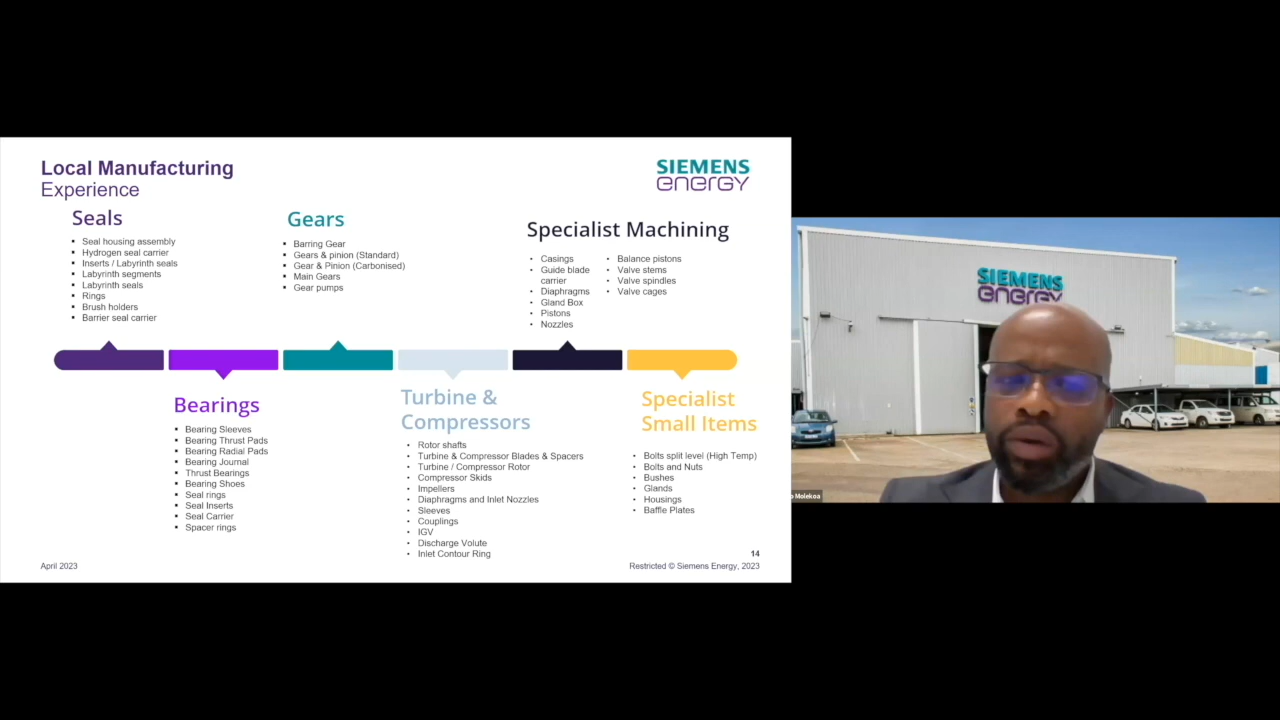 Local Manufacturing
Experience
SIEMENS
energy
Seals
Seal housing assembly
Hydrogen seal carrier
Inserts / Labyrinth seals
Labyrinth segments
Labyrinth seals
Rings
Brush holders
Barrier seal carrier
Gears
Barring Gear
Gears & pinion (Standard)
Gear & Pinion (Carbonised)
Main Gears
Gear pumps
Specialist Machining
Casings
Guide blade
carrier
Diaphragms
Gland Box
Pistons
Nozzles
Balance pistons
Valve stems
Valve spindles
Valve cages
Bearings
Bearing Sleeves
Bearing Thrust Pads
Bearing Radial Pads
Bearing Journal
Thrust Bearings
Bearing Shoes
Seal rings
Seal Inserts
Seal Carrier
Spacer rings
Turbine &
Compressors
Rotor shafts
Turbine & Compressor Blades & Spacers
Turbine / Compressor Rotor
Compressor Skids
Impellers
Diaphragms and Inlet Nozzles
Sleeves
Couplings
IGV
Discharge Volute
Inlet Contour Ring
Specialist
Small Items
Bolts split level (High Temp)
Bolts and Nuts
Bushes
Glands
Housings
Baffle Plates
14
April 2023
Restricted © Siemens Energy, 2023
SIEMENS
energy
Molekoa